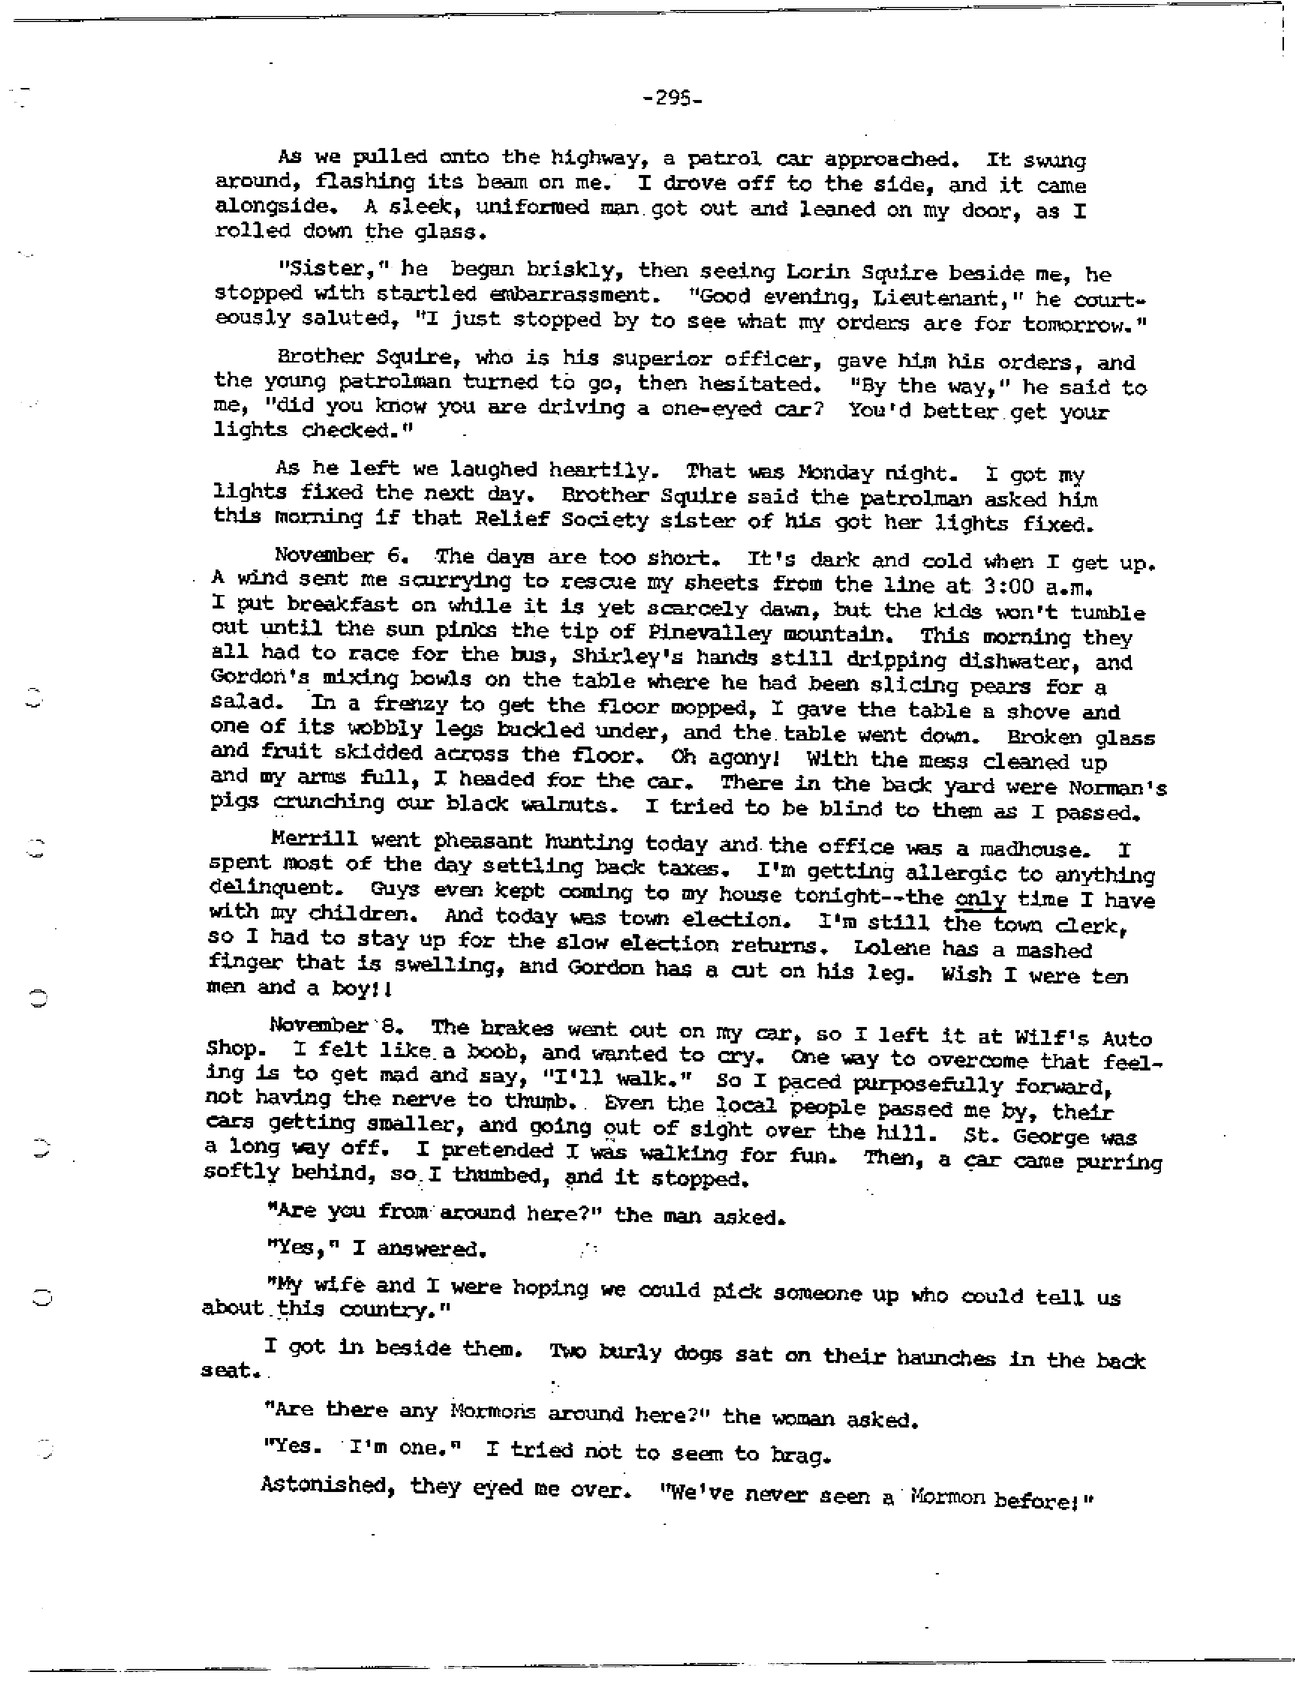 -295-
As we pulled onto the highway, a patrol car approached. It swung
around, flashing its beam on me. I drove off to the side, and it came
alongside. A sleek, uniformed man got out and leaned on my door, as I
rolled down the glass.
"Sister," he began briskly, then seeing Lorin Squire beside me, he
stopped with startled embarrassment. "Good evening, Lieutenant," he court-
eously saluted, "I just stopped by to see what my orders are for tomorrow."
Brother Squire, who is his superior officer, gave him his orders, and
the young patrolman turned to go, then hesitated. "By the way," he said to
me, "did you know you are driving a one-eyed car? You'd better get your
lights checked."
As he left we laughed heartily. That was Monday night. I got my
lights fixed the next day. Brother Squire said the patrolman asked him
this morning if that Relief Society sister of his got her lights fixed.
November 6. The days are too short. It's dark and cold when I get up.
A wind sent me scurrying to rescue my sheets from the line at 3:00 a.m.
I put breakfast on while it is yet scarcely dawn, but the kids won't tumble
out until the sun pinks the tip of Pinevalley mountain. This morning they
all had to race for the bus, Shirley's hands still dripping dishwater, and
Gordon's mixing bowls on the table where he had been slicing pears for a
salad. In a frenzy to get the floor mopped, I gave the table a shove and
one of its wobbly legs buckled under, and the table went down. Broken glass
and fruit skidded across the floor. Oh agony! With the mess cleaned up
and my arms full, I headed for the car. There in the back yard were Norman's
pigs crunching our black walnuts. I tried to be blind to them as I passed.
Merrill went pheasant hunting today and the office was a madhouse. I
spent most of the day settling back taxes. I'm getting allergic to anything
delinquent. Guys even kept coming to my house tonight--the only time I have
with my children. And today was town election. I'm still the town clerk,
so I had to stay up for the slow election returns. Lolene has a mashed
finger that is swelling, and Gordon has a cut on his leg. Wish I were ten
men and a boy!!
November 8. The brakes went out on my car, so I left it at Wilf's Auto
Shop. I felt like a boob, and wanted to cry. One way to overcome that feel-
ing is to get mad and say, "I'll walk." So I paced purposefully forward,
not having the nerve to thumb. Even the local people passed me by, their
cars getting smaller, and going out of sight over the hill. St. George was
a long way off. I pretended I was walking for fun. Then, a car came purring
softly behind, so I thumbed, and it stopped.
"Are you from around here?" the man asked.
"Yes," I answered.
"My wife and I were hoping we could pick someone up who could tell us
about this country."
I got in beside them. Two burly dogs sat on their haunches in the back
seat.
"Are there any Mormons around here?" the woman asked.
"Yes. I'm one." I tried not to seem to brag.
Astonished, they eyed me over. "We've never seen a Mormon before!"